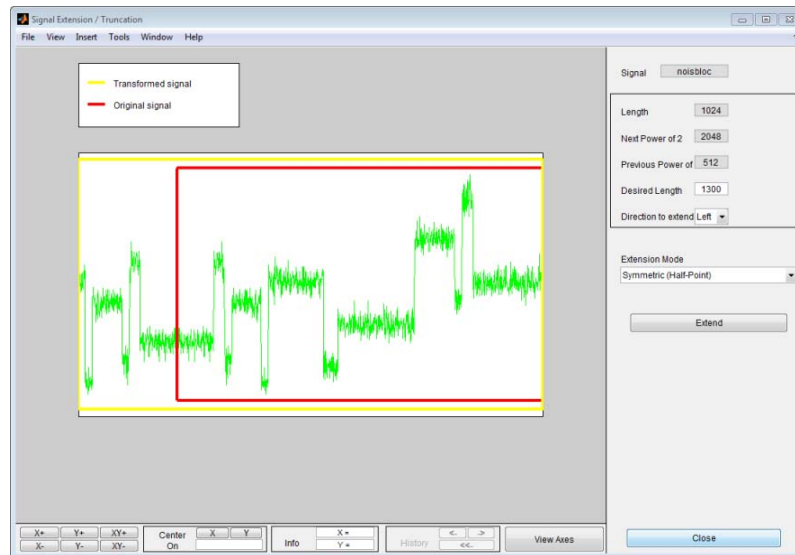 Signal Extension / Truncation
File View Insert Tools Window Help
Transformed signal
Original signal
Signal noisbloc
Length 1024
Next Power of 2 2048
Previous Power of 512
Desired Length 1300
Direction to extend Left
Extension Mode
Symmetric (Half-Point)
Extend
X+ Y+ XY+
X- Y- XY-
Center On X Y
Info X = Y =
History <- -> <<-
View Axes
Close